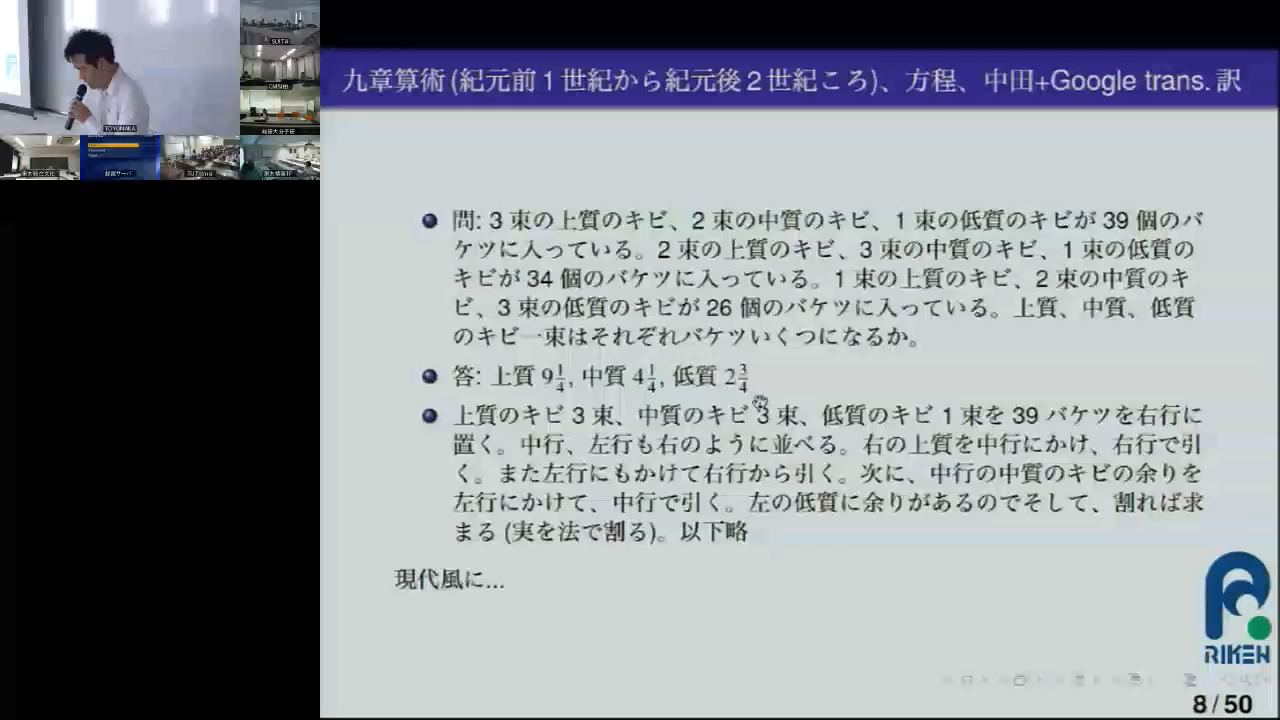 九章算術 (紀元前 1 世紀から紀元後 2 世紀ころ)、方程、中田+Google trans. 訳
問: 3 束の上質のキビ、2 束の中質のキビ、1 束の低質のキビが 39 個のバ
ケツに入っている。2 束の上質のキビ、3 束の中質のキビ、1 束の低質の
キビが 34 個のバケツに入っている。1 束の上質のキビ、2 束の中質のキ
ビ、3 束の低質のキビが 26 個のバケツに入っている。上質、中質、低質
のキビ一束はそれぞれバケツいくつになるか。
答: 上質 9 1/4, 中質 4 1/4, 低質 2 3/4
上質のキビ 3 束、中質のキビ 3 束、低質のキビ 1 束を 39 バケツを右行に
置く。中行、左行も右のように並べる。右の上質を中行にかけ、右行で引
く。また左行にもかけて右行から引く。次に、中行の中質のキビの余りを
左行にかけて、中行で引く。左の低質に余りがあるのでそして、割れば求
まる (実を法で割る)。以下略
現代風に...
RIKEN
8 / 50
TOYONAKA
SUITA
録画サーバ